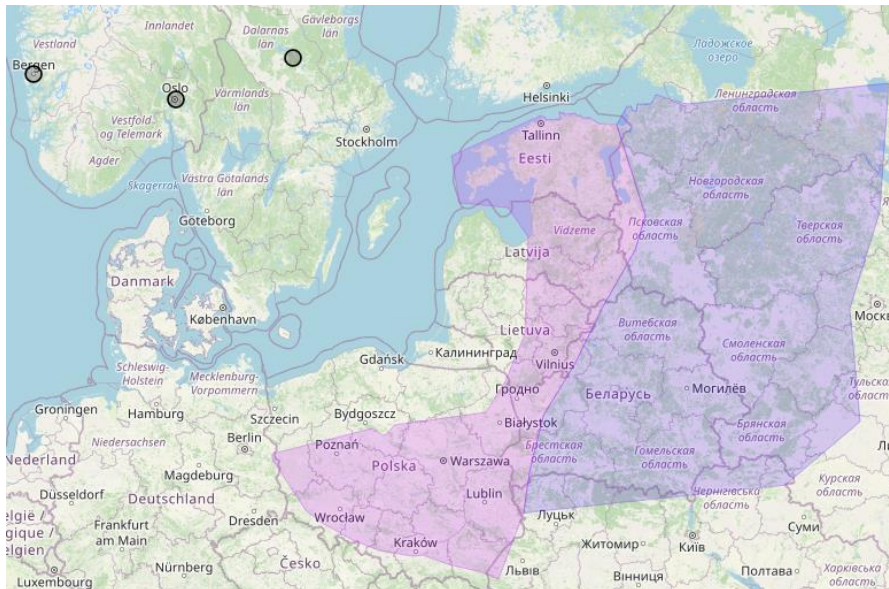 Innlandet
Dalarnas
län
Gävleborgs
län
Vestland
Bergen
Oslo
Värmlands
län
Vestfold-
og Telemark
Agder
Stockholm
Skagerrak
Västra Götalands
län
Göteborg
Danmark
København
Helsinki
Tallinn
Eesti
Ладожское
озеро
Ленинградская
область
Новгородская
область
Псковская
область
Тверская
область
Vidzeme
Latvija
Lietuva
Vilnius
Витебская
область
Смоленская
область
Москв
Калининград
Gdańsk
Гродно
Беларусь
Могилёв
Тульска
область
Schleswig-
Holstein
Mecklenburg-
Vorpommern
Groningen
Hamburg
Szczecin
Bydgoszcz
Białystok
Брестская
область
Гомельская
область
Брянская
область
Niedersachsen
Berlin
Poznań
Polska
Warszawa
Nederland
Magdeburg
Deutschland
Lublin
Чернігівська
область
Курская
область
Düsseldorf
Wrocław
Луцьк
Суми
elgië /
gique /
elgien
Frankfurt
am Main
Dresden
Kraków
Житомир
Київ
Česko
Львів
Nürnberg
Вінниця
Полтава
Харківська
область
Luxembourg